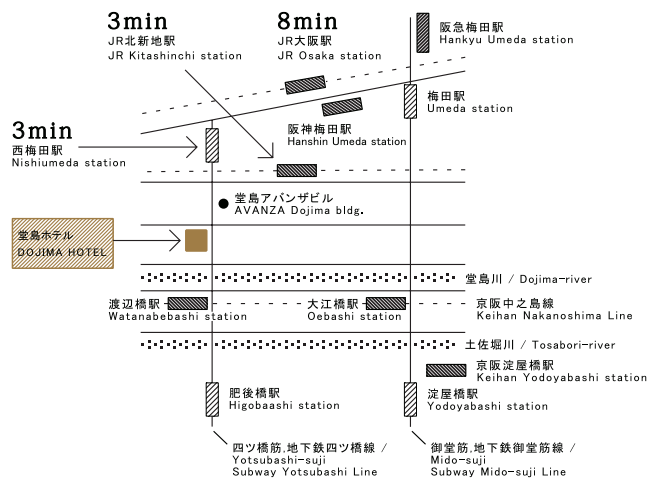 3min
JR北新地駅
JR Kitashinchi station
8min
JR大阪駅
JR Osaka station
阪急梅田駅
Hankyu Umeda station
梅田駅
Umeda station
3min
西梅田駅
Nishiumeda station
阪神梅田駅
Hanshin Umeda station
堂島アバンザビル
AVANZA Dojima bldg.
堂島ホテル
DOJIMA HOTEL
堂島川 / Dojima-river
渡辺橋駅
Watanabebashi station
大江橋駅
Oebashi station
京阪中之島線
Keihan Nakanoshima Line
土佐堀川 / Tosabori-river
京阪淀屋橋駅
Keihan Yodoyabashi station
肥後橋駅
Higobaashi station
淀屋橋駅
Yodoyabashi station
四ツ橋筋,地下鉄四ツ橋線 /
Yotsubashi-suji
Subway Yotsubashi Line
御堂筋,地下鉄御堂筋線 /
Mido-suji
Subway Mido-suji Line